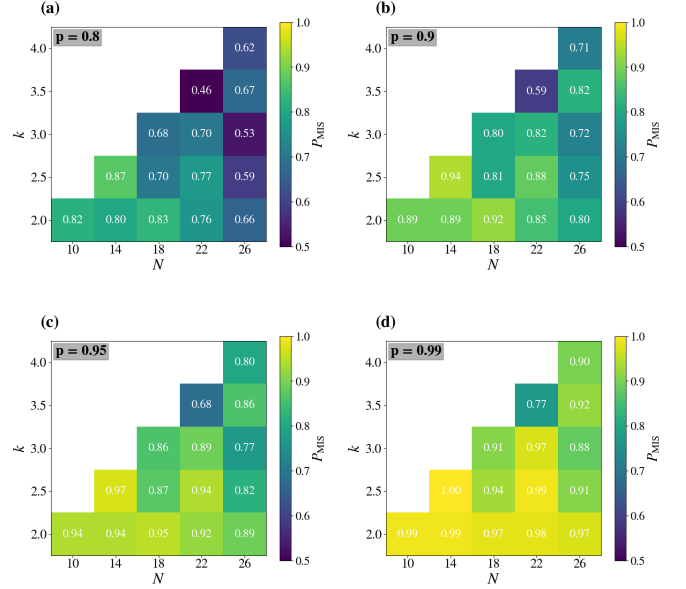 (a)
p = 0.8
4.0
3.5
3.0
2.5
2.0
k
0.62
0.46 0.67
0.68 0.70 0.53
0.87 0.70 0.77 0.59
0.82 0.80 0.83 0.76 0.66
10 14 18 22 26
N
1.0
0.9
0.8
0.7
0.6
0.5
P_MIS
(b)
p = 0.9
4.0
3.5
3.0
2.5
2.0
k
0.71
0.59 0.82
0.80 0.82 0.72
0.94 0.81 0.88 0.75
0.89 0.89 0.92 0.85 0.80
10 14 18 22 26
N
1.0
0.9
0.8
0.7
0.6
0.5
P_MIS
(c)
p = 0.95
4.0
3.5
3.0
2.5
2.0
k
0.80
0.68 0.86
0.86 0.89 0.77
0.97 0.87 0.94 0.82
0.94 0.94 0.95 0.92 0.89
10 14 18 22 26
N
1.0
0.9
0.8
0.7
0.6
0.5
P_MIS
(d)
p = 0.99
4.0
3.5
3.0
2.5
2.0
k
0.90
0.77 0.92
0.91 0.97 0.88
1.00 0.94 0.99 0.91
0.99 0.99 0.97 0.98 0.97
10 14 18 22 26
N
1.0
0.9
0.8
0.7
0.6
0.5
P_MIS